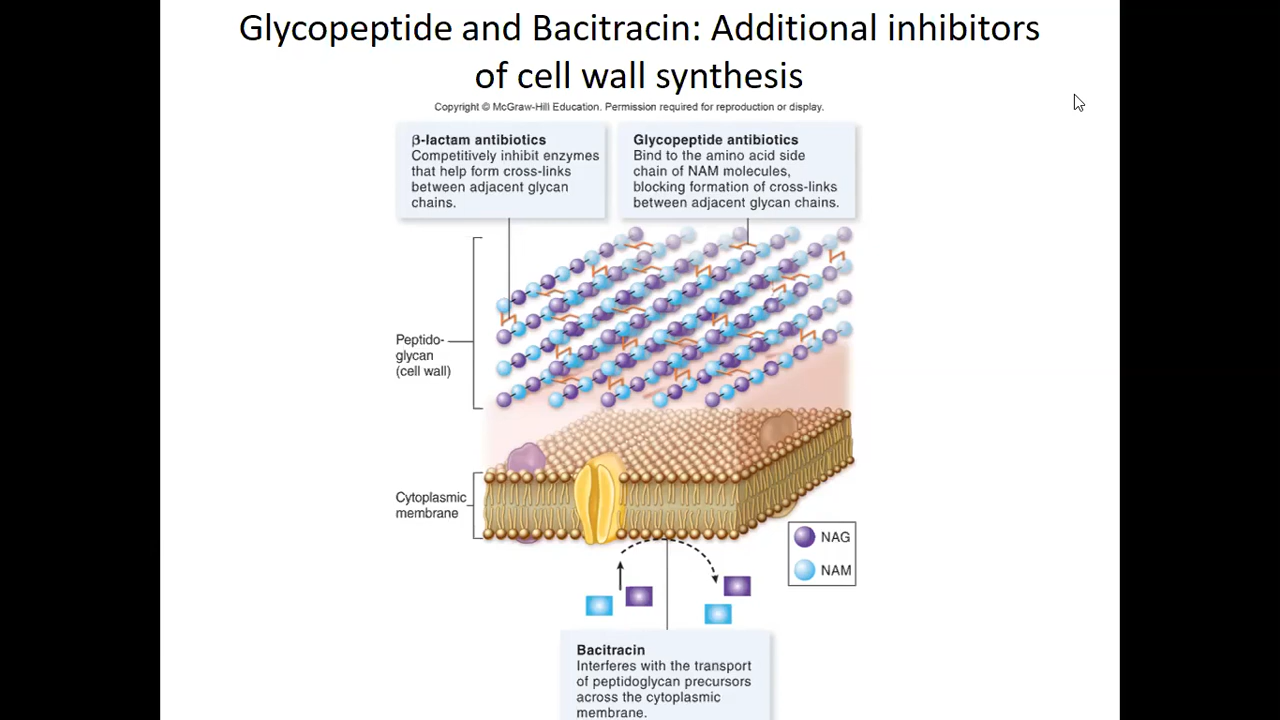 Glycopeptide and Bacitracin: Additional inhibitors
of cell wall synthesis
Copyright © McGraw-Hill Education. Permission required for reproduction or display.
β-lactam antibiotics
Competitively inhibit enzymes
that help form cross-links
between adjacent glycan
chains.
Glycopeptide antibiotics
Bind to the amino acid side
chain of NAM molecules,
blocking formation of cross-links
between adjacent glycan chains.
Peptido-
glycan
(cell wall)
Cytoplasmic
membrane
NAG
NAM
Bacitracin
Interferes with the transport
of peptidoglycan precursors
across the cytoplasmic
membrane.